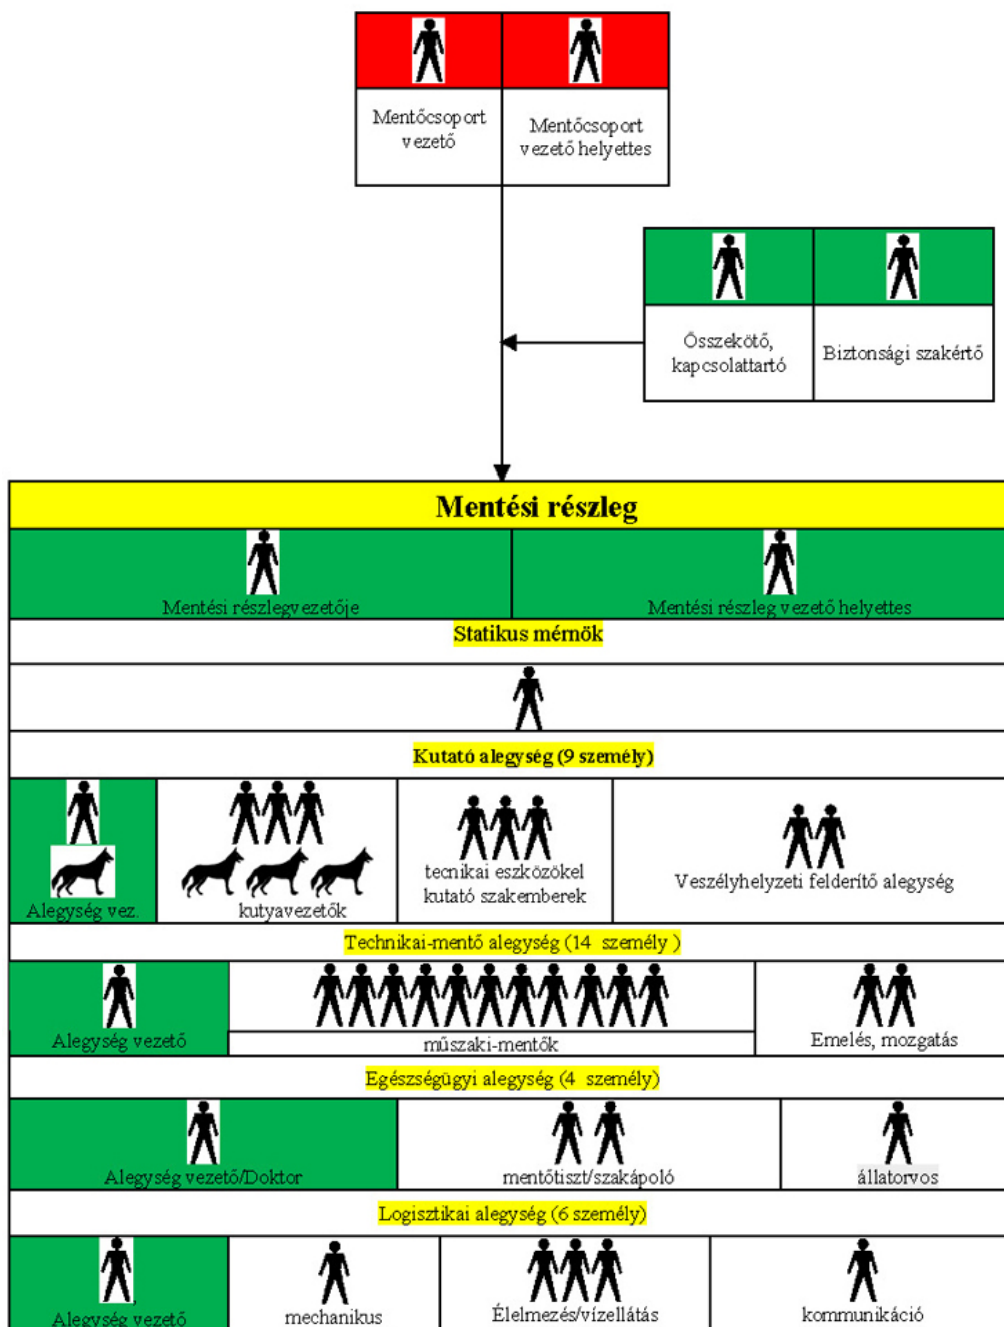 Mentőcsoport
vezető
Mentőcsoport
vezető helyettes
Összekötő,
kapcsolattartó
Biztonsági szakértő
Mentési részleg
Mentési részlegvezetője
Mentési részleg vezető helyettes
Statikus mérnök
Kutató alegység (9 személy)
Alegység vez.
kutyavezetők
tecnikai eszközökel
kutató szakemberek
Veszélyhelyzeti felderítő alegység
Technikai-mentő alegység (14 személy )
Alegység vezető
műszaki-mentők
Emelés, mozgatás
Egészségügyi alegység (4 személy)
Alegység vezető/Doktor
mentőtiszt/szakápoló
állatorvos
Logisztikai alegység (6 személy)
Alegység vezető
mechanikus
Élelmezés/vízellátás
kommunikáció